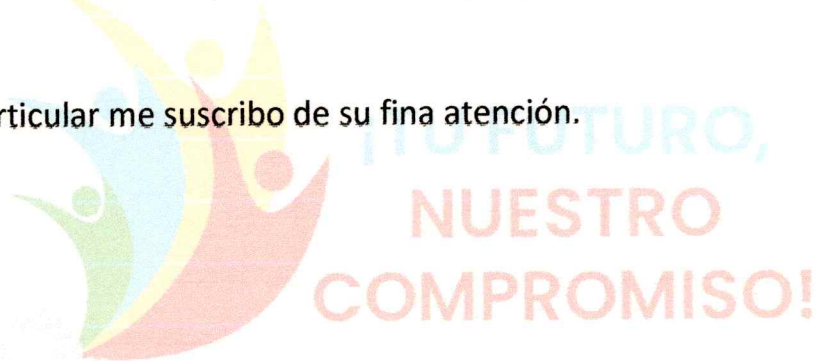 rticular me suscribo de su fina atención.
¡TU FUTURO,
NUESTRO
COMPROMISO!